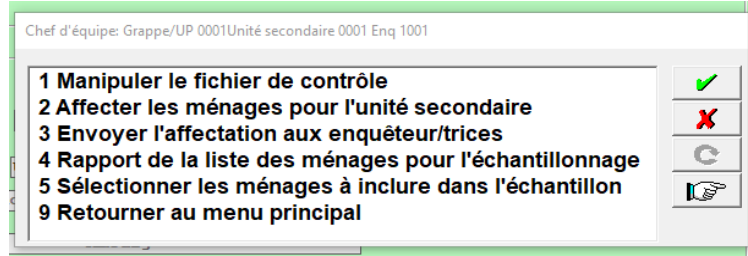 Chef d'équipe: Grappe/UP 0001Unité secondaire 0001 Enq 1001
1 Manipuler le fichier de contrôle
2 Affecter les ménages pour l'unité secondaire
3 Envoyer l'affectation aux enquêteur/trices
4 Rapport de la liste des ménages pour l'échantillonnage
5 Sélectionner les ménages à inclure dans l'échantillon
9 Retourner au menu principal